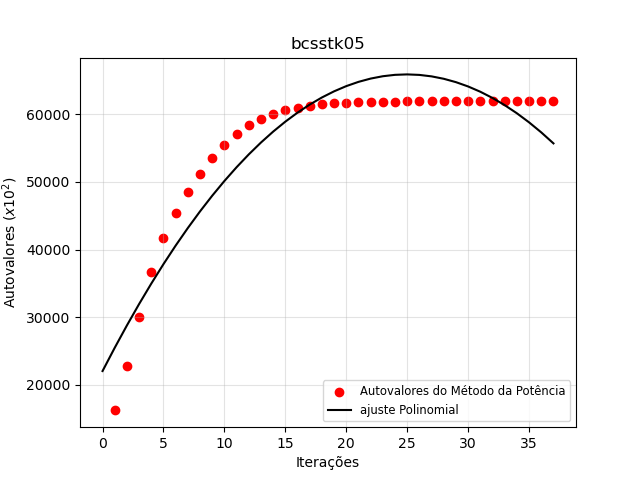 bcsstk05
Autovalores (x10²)
60000
50000
40000
30000
20000
Autovalores do Método da Potência
ajuste Polinomial
0 5 10 15 20 25 30 35
Iterações